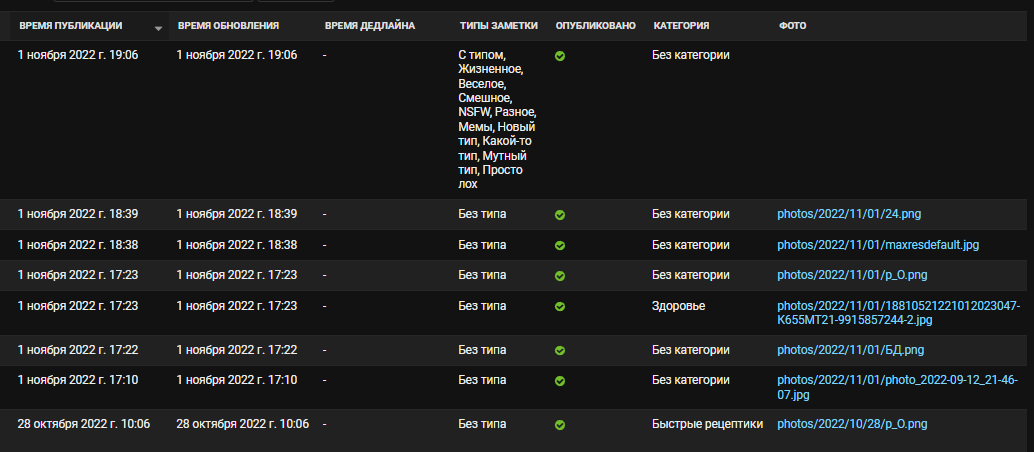 ВРЕМЯ ПУБЛИКАЦИИ ВРЕМЯ ОБНОВЛЕНИЯ ВРЕМЯ ДЕДЛАЙНА ТИПЫ ЗАМЕТКИ ОПУБЛИКОВАНО КАТЕГОРИЯ ФОТО
1 ноября 2022 г. 19:06 1 ноября 2022 г. 19:06 - С типом, Без категории
Жизненное,
Веселое,
Смешное,
NSFW, Разное,
Мемы, Новый
тип, Какой-то
тип, Мутный
тип, Просто
лох
1 ноября 2022 г. 18:39 1 ноября 2022 г. 18:39 - Без типа Без категории photos/2022/11/01/24.png
1 ноября 2022 г. 18:38 1 ноября 2022 г. 18:38 - Без типа Без категории photos/2022/11/01/maxresdefault.jpg
1 ноября 2022 г. 17:23 1 ноября 2022 г. 17:23 - Без типа Без категории photos/2022/11/01/p_O.png
1 ноября 2022 г. 17:23 1 ноября 2022 г. 17:23 - Без типа Здоровье photos/2022/11/01/18810521221012023047-
K655MT21-9915857244-2.jpg
1 ноября 2022 г. 17:22 1 ноября 2022 г. 17:22 - Без типа Без категории photos/2022/11/01/БД.png
1 ноября 2022 г. 17:10 1 ноября 2022 г. 17:10 - Без типа Без категории photos/2022/11/01/photo_2022-09-12_21-46-
07.jpg
28 октября 2022 г. 10:06 28 октября 2022 г. 10:06 - Без типа Быстрые рецептики photos/2022/10/28/p_O.png